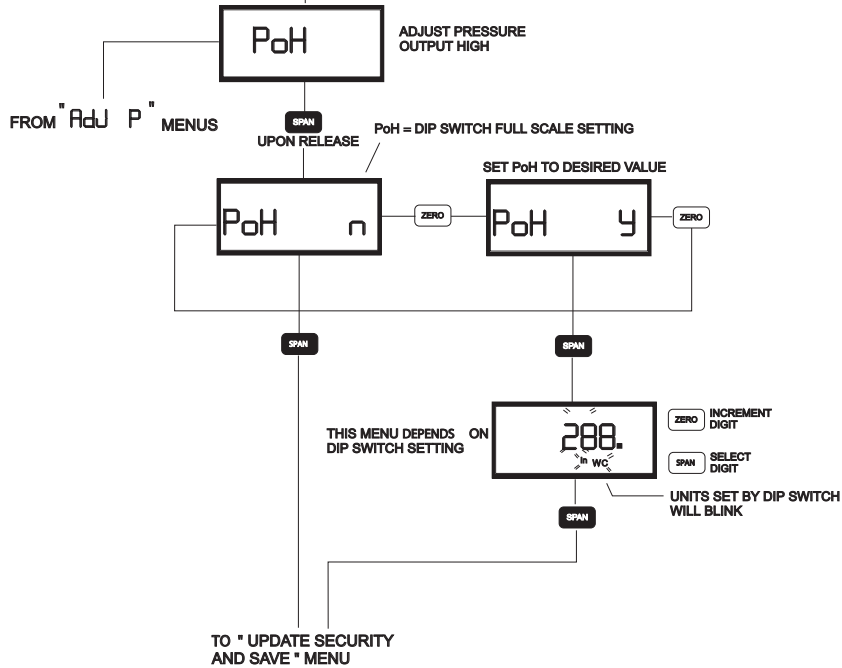 PoH
ADJUST PRESSURE
OUTPUT HIGH
FROM "AdJ P" MENUS
SPAN
UPON RELEASE
PoH = DIP SWITCH FULL SCALE SETTING
SET PoH TO DESIRED VALUE
PoH n
ZERO
PoH Y
ZERO
SPAN
SPAN
THIS MENU DEPENDS ON
DIP SWITCH SETTING
288.
In WC
ZERO
INCREMENT
DIGIT
SPAN
SELECT
DIGIT
UNITS SET BY DIP SWITCH
WILL BLINK
SPAN
TO " UPDATE SECURITY
AND SAVE " MENU